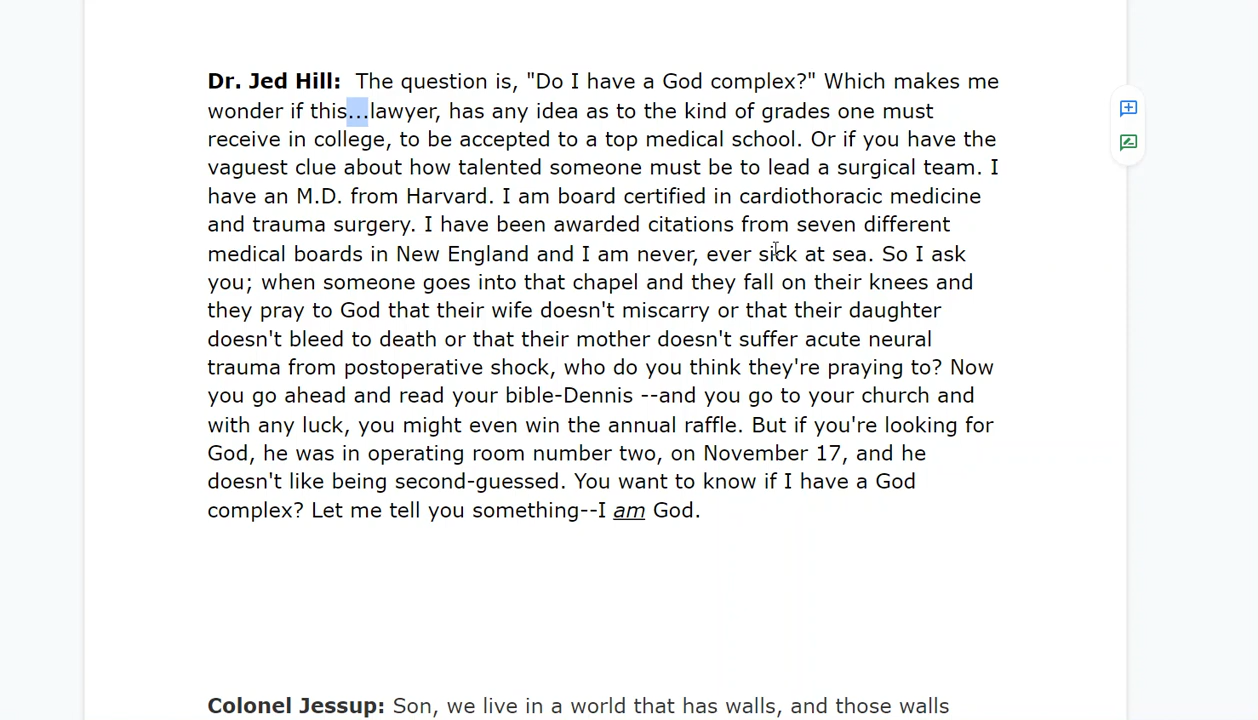 Dr. Jed Hill:  The question is, "Do I have a God complex?" Which makes me
wonder if this...lawyer, has any idea as to the kind of grades one must
receive in college, to be accepted to a top medical school. Or if you have the
vaguest clue about how talented someone must be to lead a surgical team. I
have an M.D. from Harvard. I am board certified in cardiothoracic medicine
and trauma surgery. I have been awarded citations from seven different
medical boards in New England and I am never, ever sick at sea. So I ask
you; when someone goes into that chapel and they fall on their knees and
they pray to God that their wife doesn't miscarry or that their daughter
doesn't bleed to death or that their mother doesn't suffer acute neural
trauma from postoperative shock, who do you think they're praying to? Now
you go ahead and read your bible-Dennis --and you go to your church and
with any luck, you might even win the annual raffle. But if you're looking for
God, he was in operating room number two, on November 17, and he
doesn't like being second-guessed. You want to know if I have a God
complex? Let me tell you something--I am God.
Colonel Jessup: Son, we live in a world that has walls, and those walls